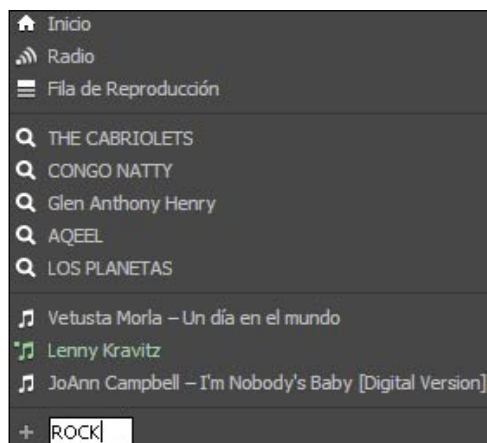 Inicio
Radio
Fila de Reproducción
THE CABRIOLETS
CONGO NATTY
Glen Anthony Henry
AQEEL
LOS PLANETAS
Vetusta Morla – Un día en el mundo
Lenny Kravitz
JoAnn Campbell – I'm Nobody's Baby [Digital Version]
ROCK